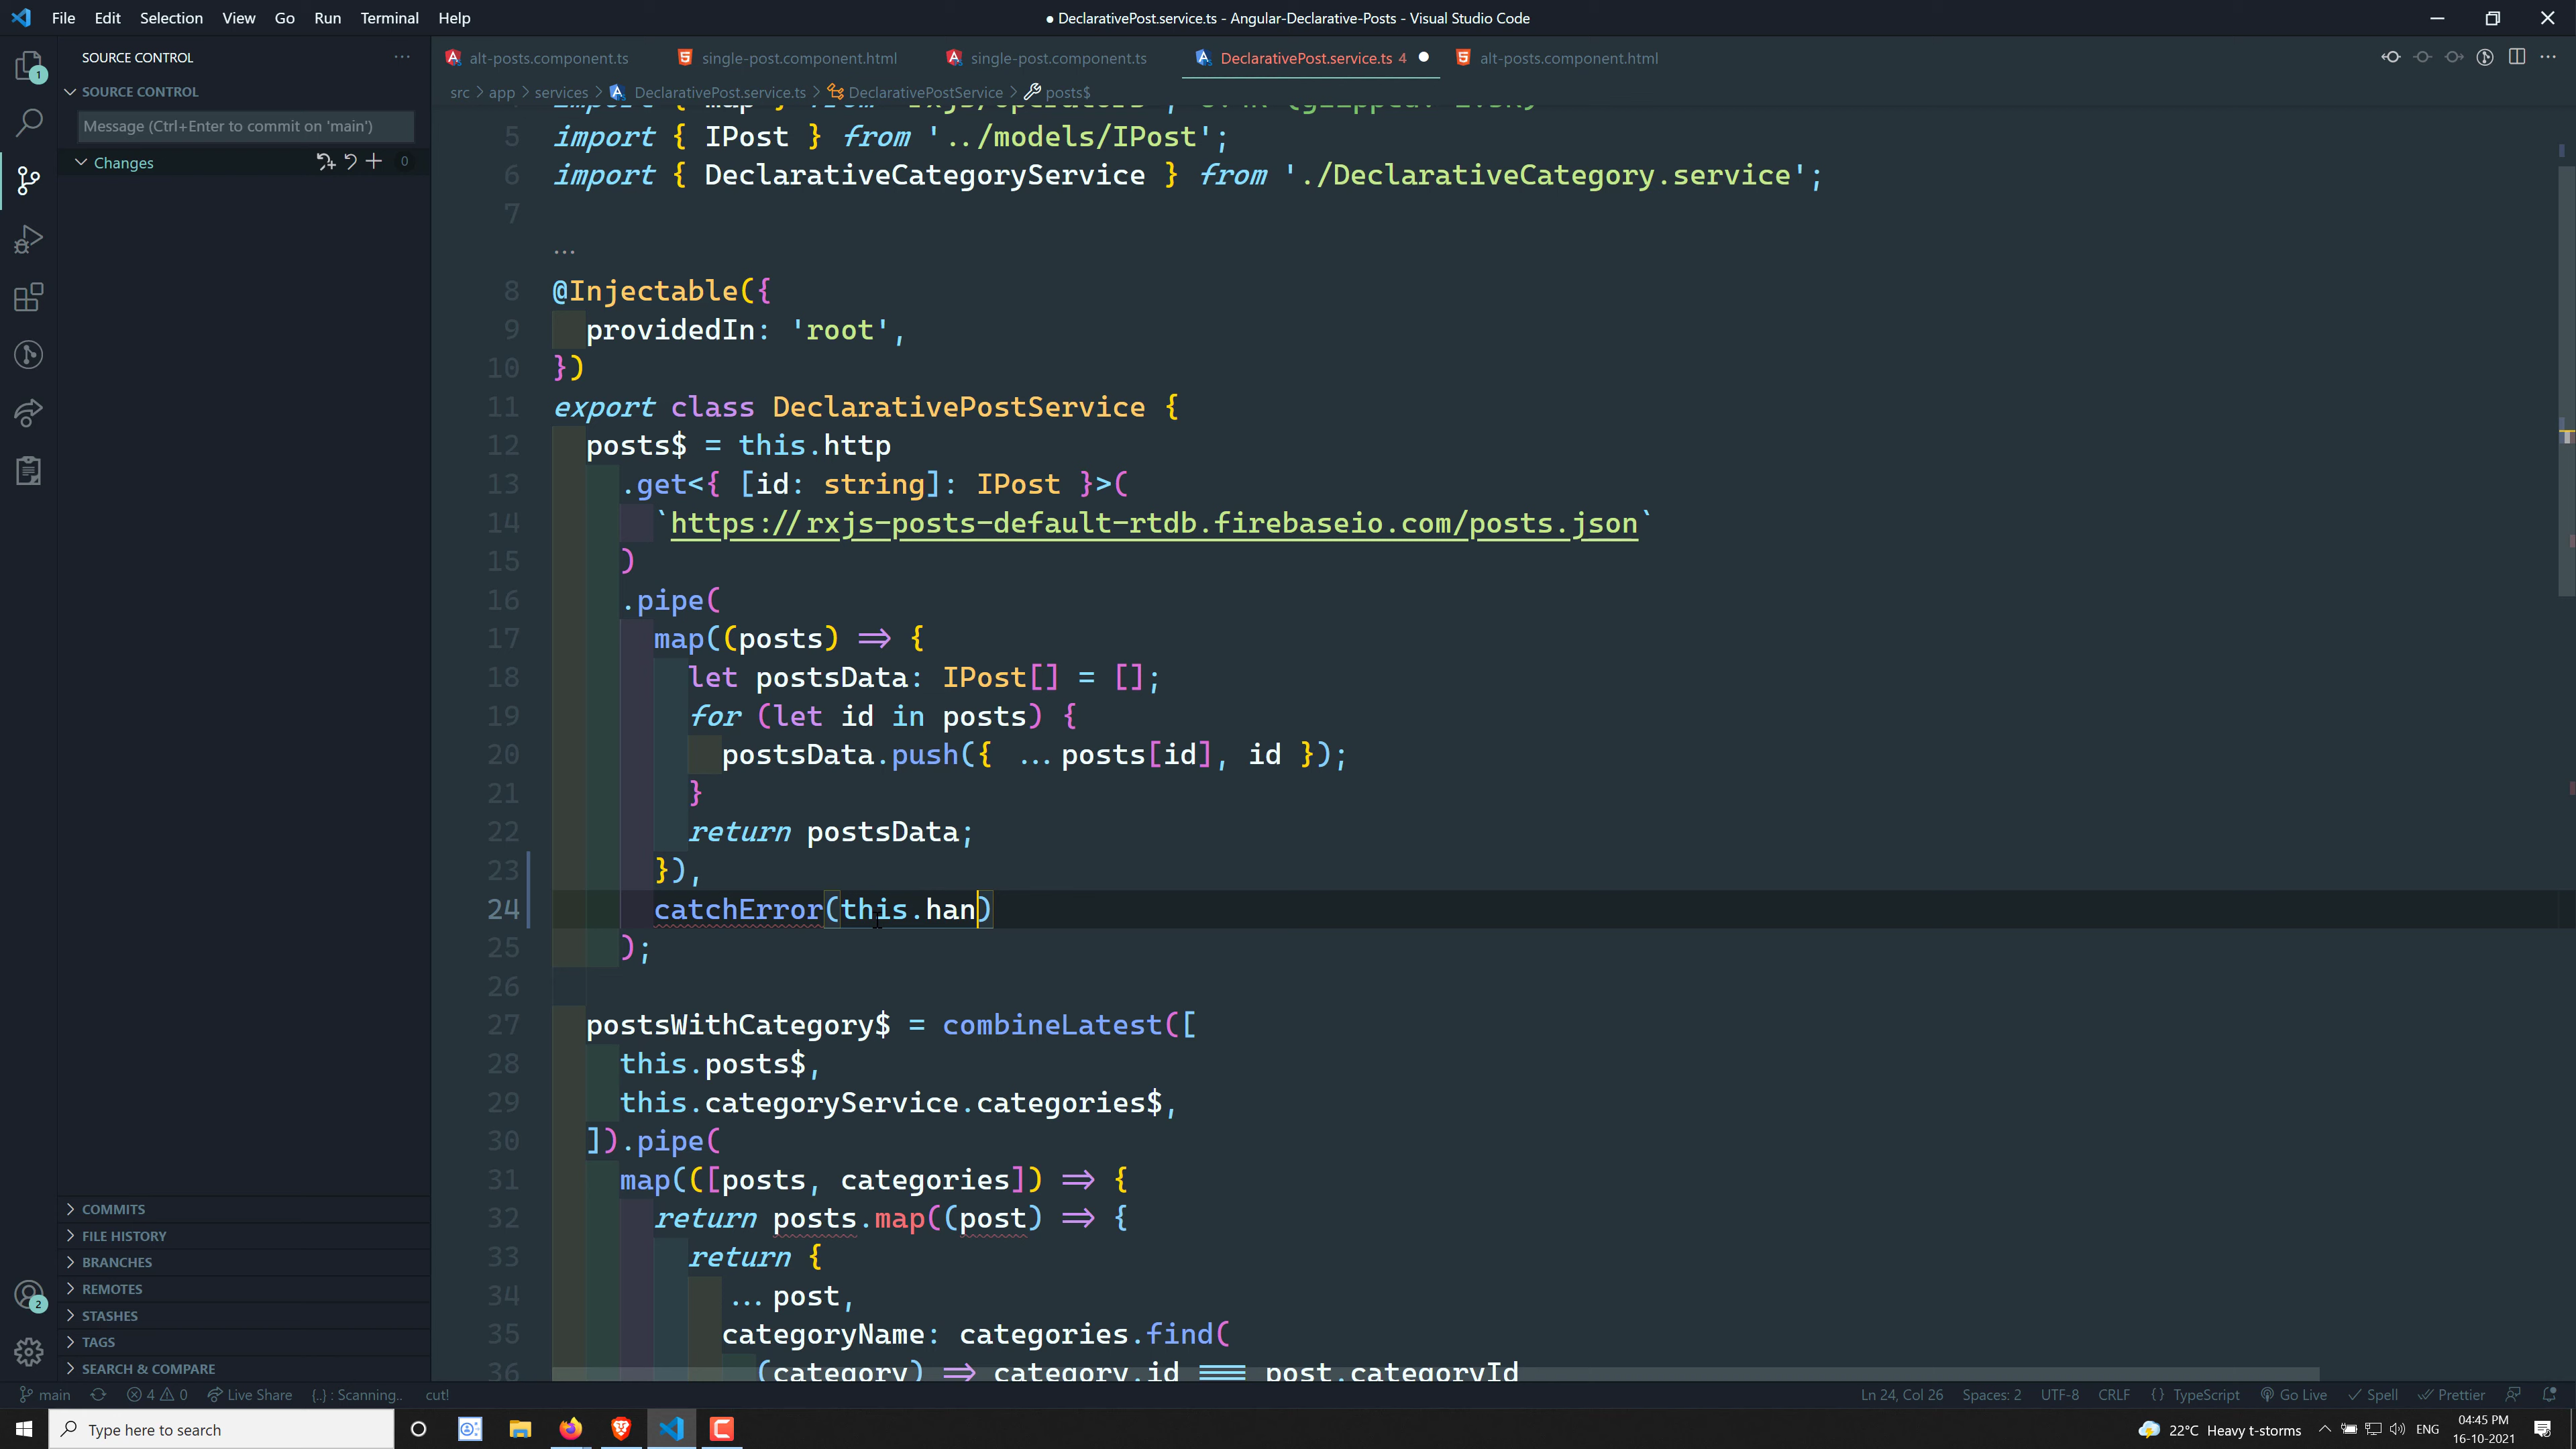 File Edit Selection View Go Run Terminal Help
● DeclarativePost.service.ts - Angular-Declarative-Posts - Visual Studio Code
SOURCE CONTROL
alt-posts.component.ts
single-post.component.html
single-post.component.ts
DeclarativePost.service.ts 4
alt-posts.component.html
1
SOURCE CONTROL
src > app > services > DeclarativePost.service.ts > DeclarativePostService > posts$
Message (Ctrl+Enter to commit on 'main')
Changes 0
5 import { IPost } from '../models/IPost';
6 import { DeclarativeCategoryService } from './DeclarativeCategory.service';
7
...
8 @Injectable({
9 providedIn: 'root',
10 })
11 export class DeclarativePostService {
12 posts$ = this.http
13 .get<{ [id: string]: IPost }>(
14 `https://rxjs-posts-default-rtdb.firebaseio.com/posts.json`
15 )
16 .pipe(
17 map((posts) => {
18 let postsData: IPost[] = [];
19 for (let id in posts) {
20 postsData.push({ ...posts[id], id });
21 }
22 return postsData;
23 }),
24 catchError(this.han)
25 );
26
27 postsWithCategory$ = combineLatest([
28 this.posts$,
29 this.categoryService.categories$,
30 ]).pipe(
31 map(([posts, categories]) => {
32 return posts.map((post) => {
33 return {
34 ...post,
35 categoryName: categories.find(
36 (category) => category.id === post.categoryId
COMMITS
FILE HISTORY
BRANCHES
REMOTES
STASHES
TAGS
SEARCH & COMPARE
2
main 4 0 Live Share {..} : Scanning.. cut!
Ln 24, Col 26 Spaces: 2 UTF-8 CRLF {} TypeScript Go Live Spell Prettier
Type here to search
22°C Heavy t-storms ENG
04:45 PM
16-10-2021